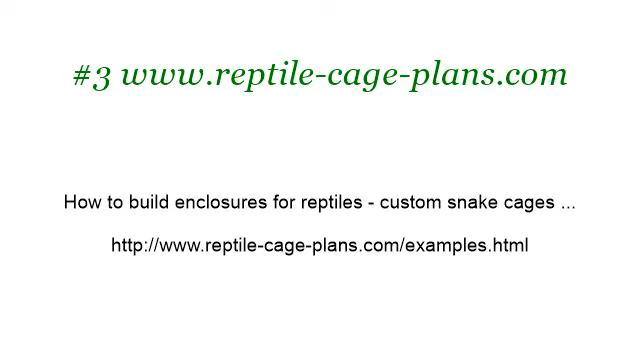 #3 www.reptile-cage-plans.com
How to build enclosures for reptiles - custom snake cages ...
http://www.reptile-cage-plans.com/examples.html